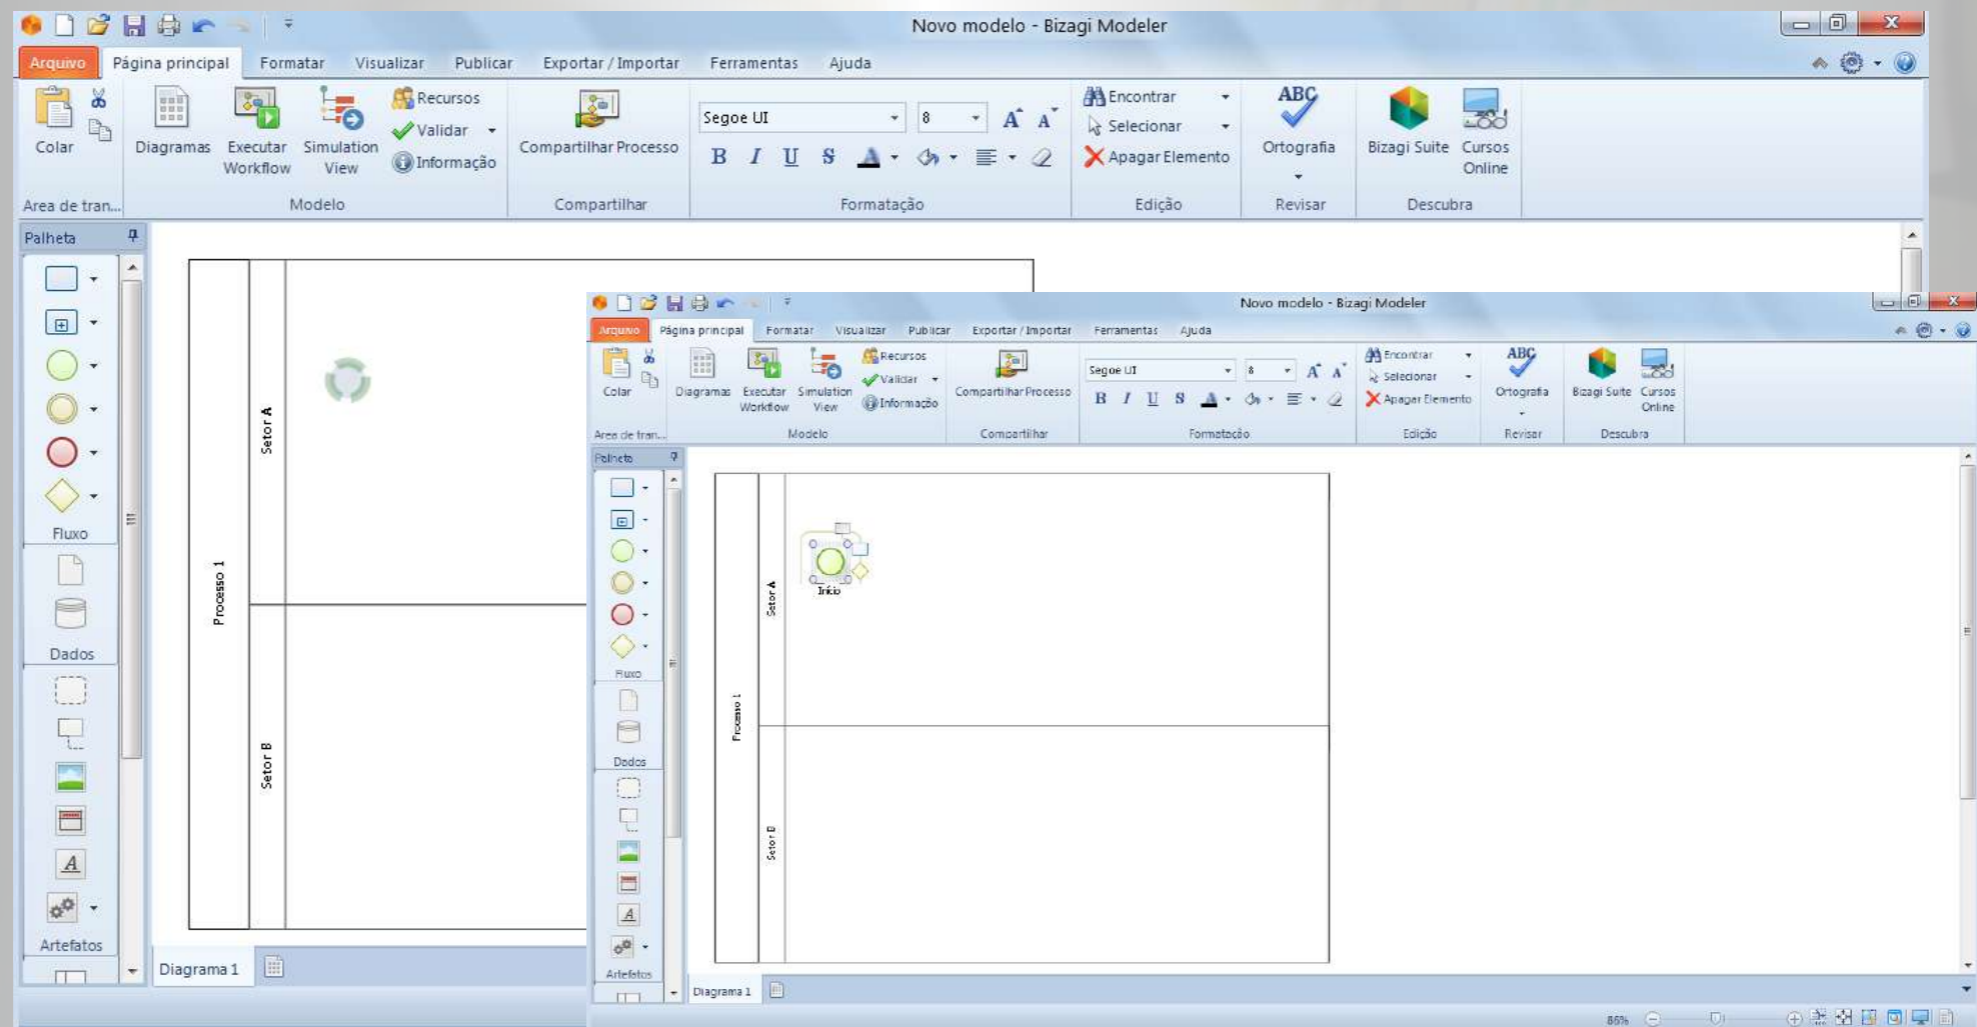 Novo modelo - Bizagi Modeler
Arquivo Página principal Formatar Visualizar Publicar Exportar / Importar Ferramentas Ajuda
Colar
Diagramas
Executar Workflow
Simulation View
Recursos
Validar
Informação
Compartilhar Processo
Segoe UI 8 A A
B I U S A
Encontrar
Selecionar
Apagar Elemento
ABC
Ortografia
Bizagi Suite
Cursos Online
Area de tran... Modelo Compartilhar Formatação Edição Revisar Descubra
Palheta
Fluxo
Dados
A
Artefatos
Processo 1
Setor A
Setor B
Diagrama 1
Novo modelo - Bizagi Modeler
Arquivo Página principal Formatar Visualizar Publicar Exportar / Importar Ferramentas Ajuda
Colar
Diagramas
Executar Workflow
Simulation View
Recursos
Validar
Informação
Compartilhar Processo
Segoe UI 8 A A
B I U S A
Encontrar
Selecionar
Apagar Elemento
ABC
Ortografia
Bizagi Suite
Cursos Online
Area de tran... Modelo Compartilhar Formatação Edição Revisar Descubra
Palheta
Fluxo
Dados
A
Artefatos
Processo 1
Setor A
Início
Setor B
Diagrama 1
86%